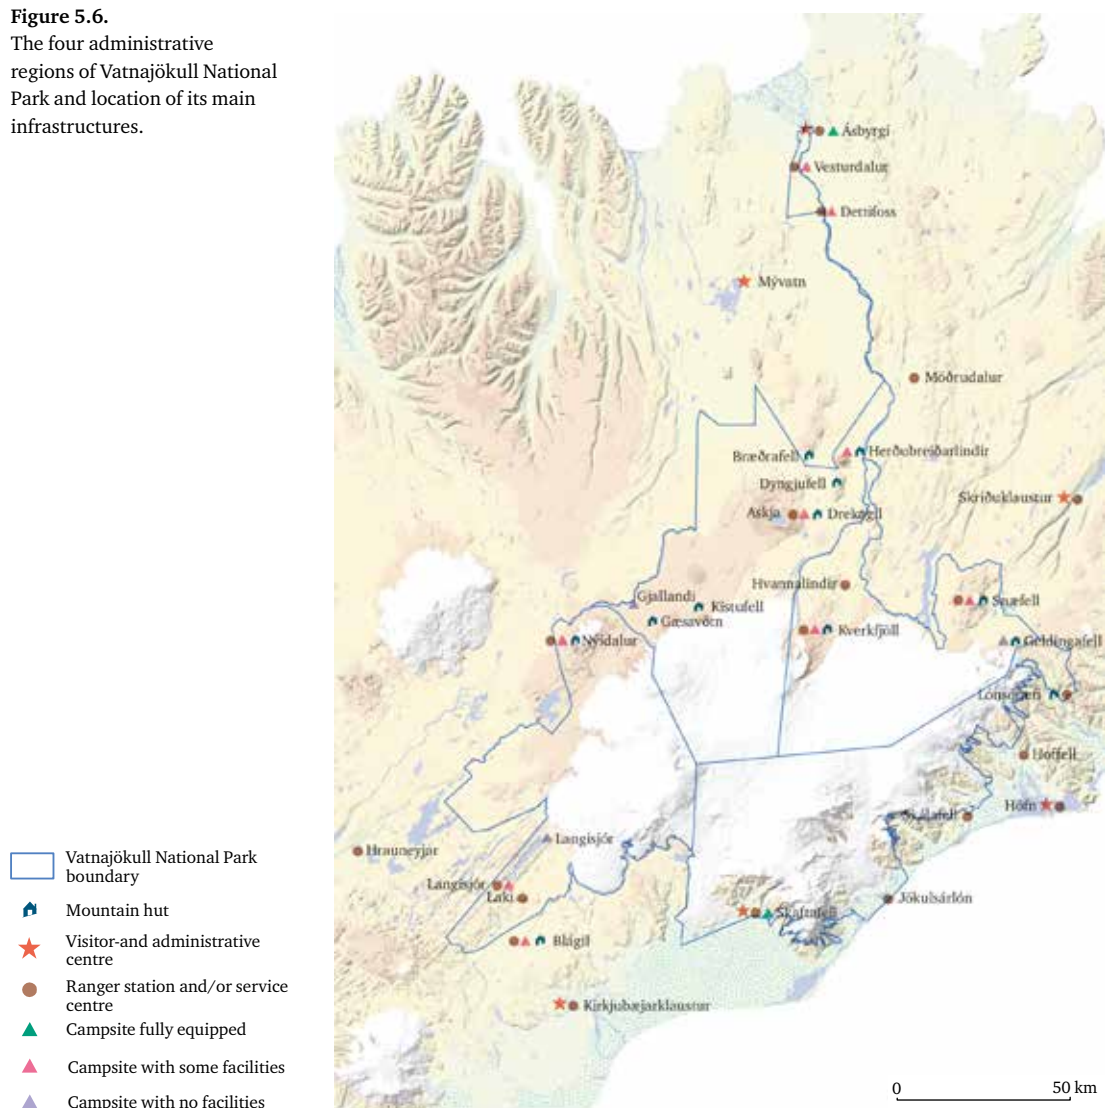 Figure 5.6.
The four administrative
regions of Vatnajökull National
Park and location of its main
infrastructures.
Ásbyrgi
Vesturdalur
Dettifoss
Mývatn
Möðrudalur
Bræðrafell
Herðubreiðarlindir
Dyngjufell
Skriðuklaustur
Askja
Drekagil
Hvannalindir
Gjallandi
Kistufell
Snæfell
Gæsavötn
Nýidalur
Kverkfjöll
Geldingafell
Lónsöræfi
Hoffell
Höfn
Skálafell
Langisjór
Hrauneyjar
Langisjór
Laki
Jökulsárlón
Skaftafell
Blágil
Kirkjubæjarklaustur
Vatnajökull National Park
boundary
Mountain hut
Visitor-and administrative
centre
Ranger station and/or service
centre
Campsite fully equipped
Campsite with some facilities
Campsite with no facilities
0 50 km